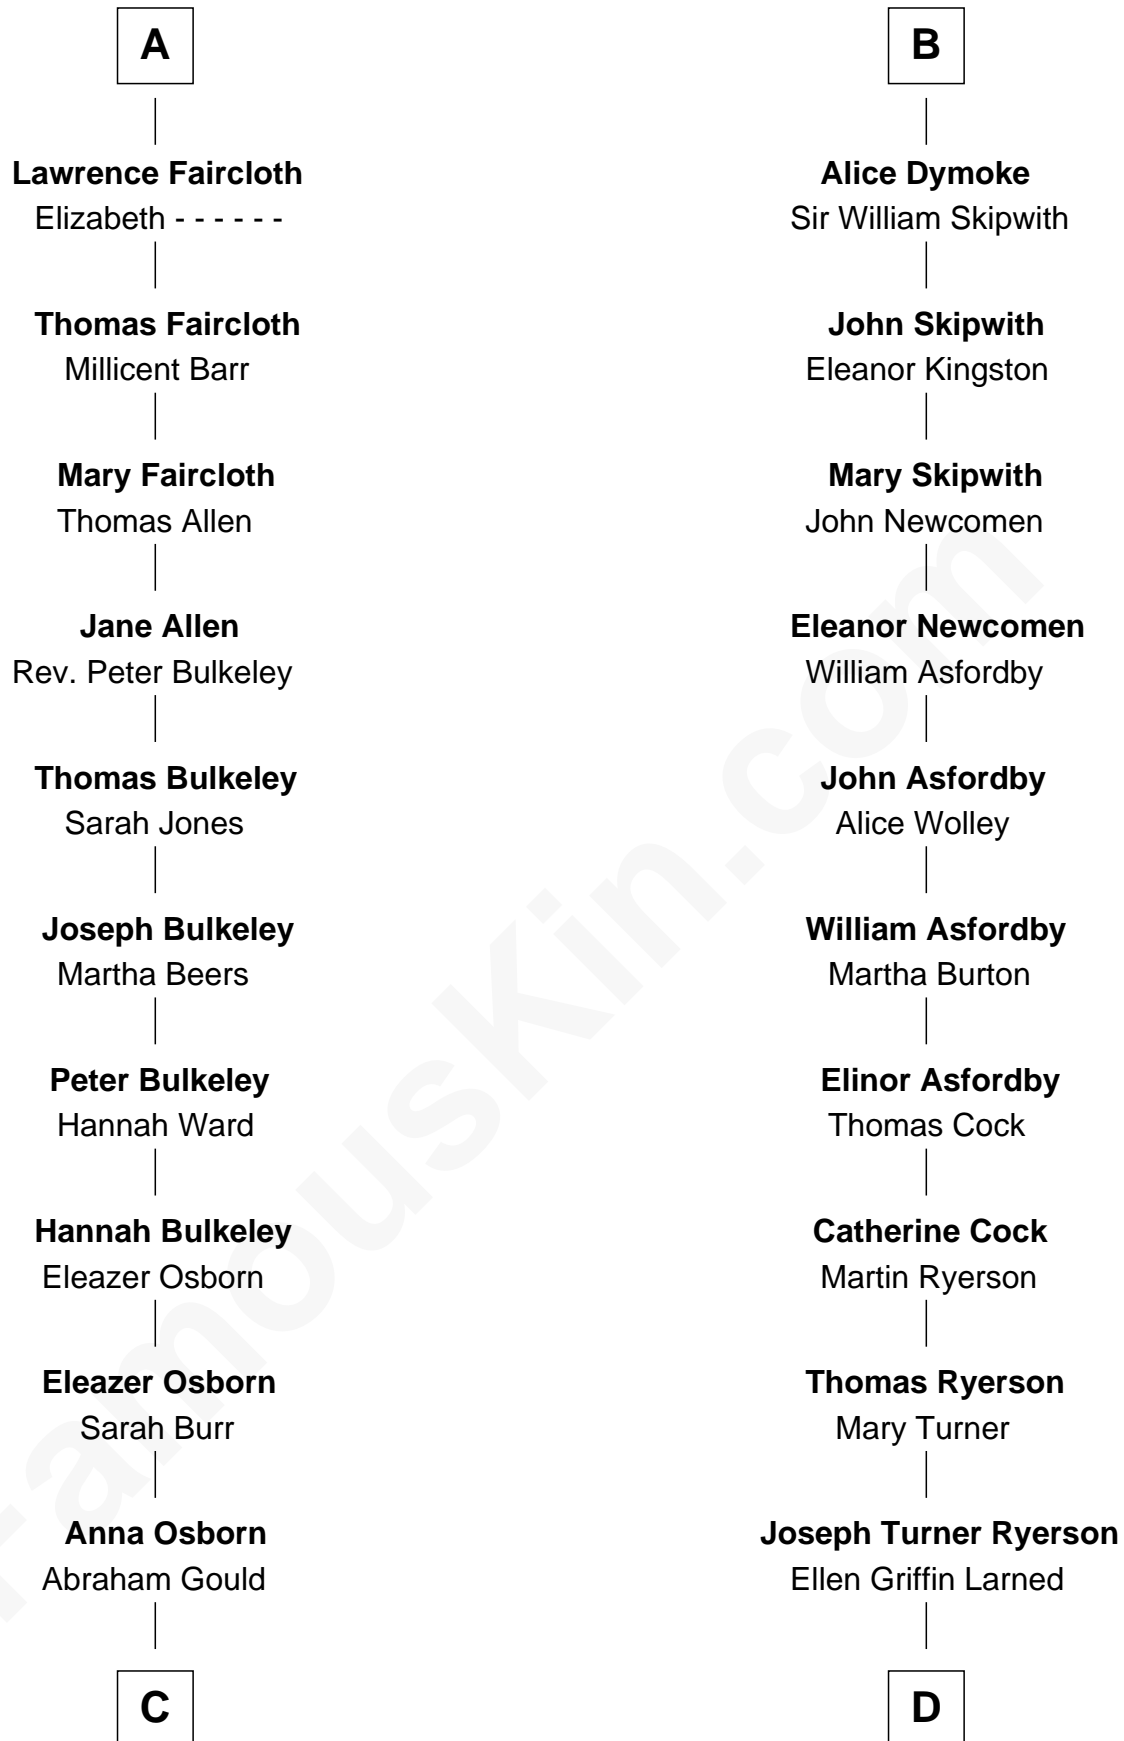 A
Lawrence Faircloth
Elizabeth - - - - - -
Thomas Faircloth
Millicent Barr
Mary Faircloth
Thomas Allen
Jane Allen
Rev. Peter Bulkeley
Thomas Bulkeley
Sarah Jones
Joseph Bulkeley
Martha Beers
Peter Bulkeley
Hannah Ward
Hannah Bulkeley
Eleazer Osborn
Eleazer Osborn
Sarah Burr
Anna Osborn
Abraham Gould
C
B
Alice Dymoke
Sir William Skipwith
John Skipwith
Eleanor Kingston
Mary Skipwith
John Newcomen
Eleanor Newcomen
William Asfordby
John Asfordby
Alice Wolley
William Asfordby
Martha Burton
Elinor Asfordby
Thomas Cock
Catherine Cock
Martin Ryerson
Thomas Ryerson
Mary Turner
Joseph Turner Ryerson
Ellen Griffin Larned
D
FamousKin.com